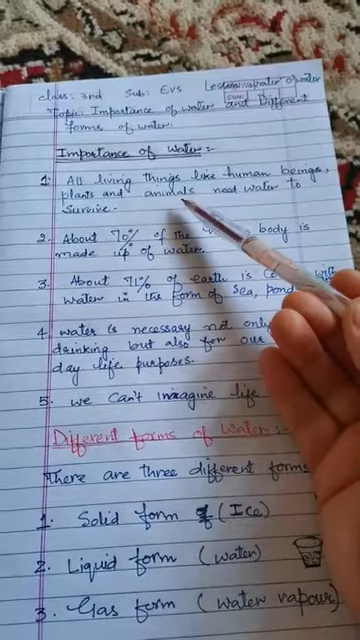 class: 3rd Sub: EVS
Topic: Importance of water and Different
forms of water.
Importance of water :-
1. All living things like human beings,
plants and animals need water to
survive.
2. About 70% of the body is
made up of water.
3. About 71% of earth is
water in the form of sea, pond
4. water is necessary not only
drinking but also for our
day life purposes.
5. we can't imagine life
Different forms of water :-
There are three different forms
1. Solid form (Ice)
2. Liquid form (water)
3. Gas form (water vapour)